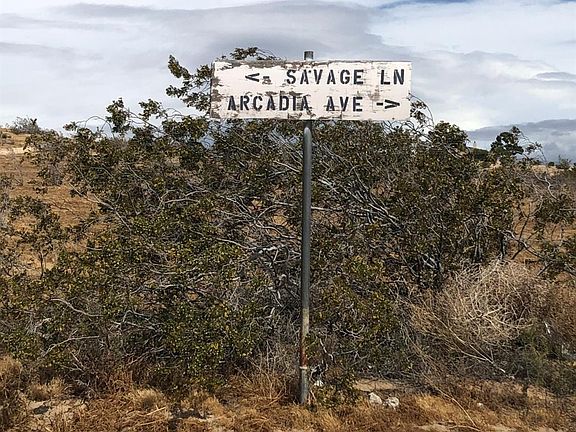 <- SAVAGE LN
ARCADIA AVE ->